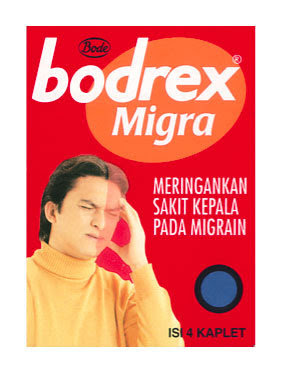 Bode
bodrex®
Migra
MERINGANKAN
SAKIT KEPALA
PADA MIGRAIN
ISI 4 KAPLET